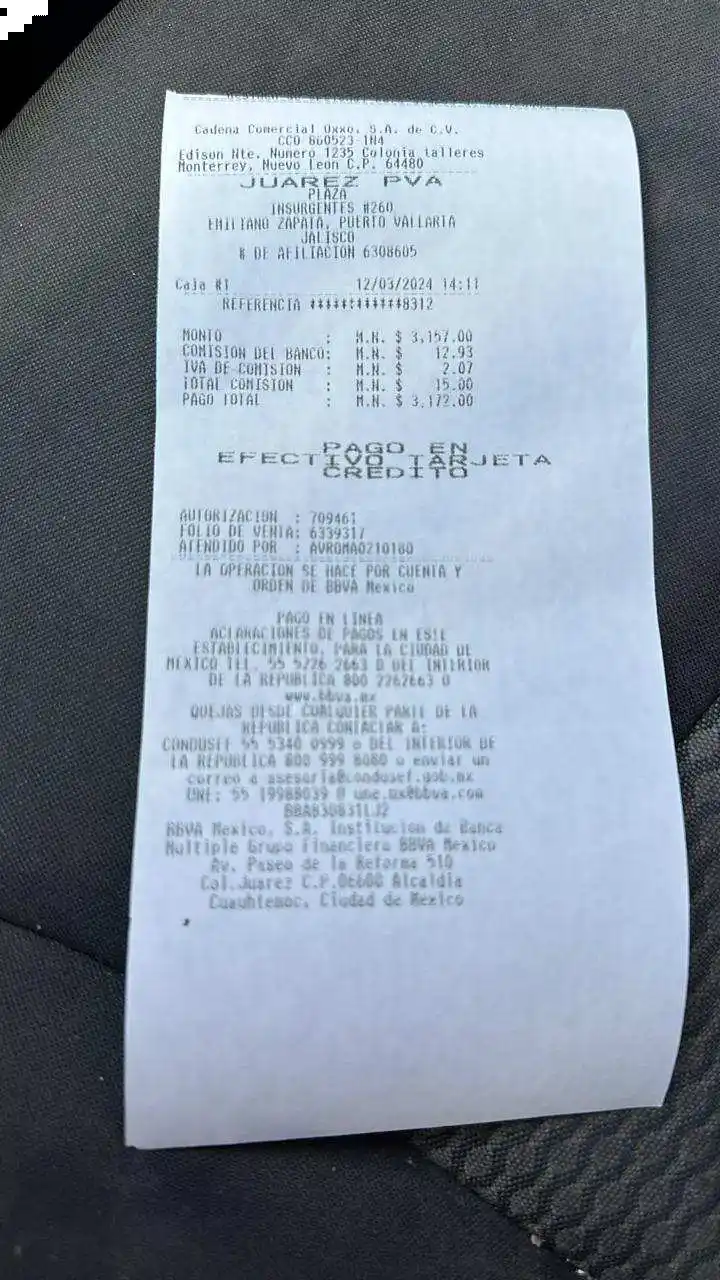 Cadena Comercial Oxxo, S.A. de C.V.
CCO 860523 1N4
Edison Nte. Numero 1235 Colonia talleres
Monterrey, Nuevo Leon C.P. 64480
JUAREZ PVA
PLAZA
INSURGENTES #260
EMILIANO ZAPATA, PUERTO VALLARTA
JALISCO
# DE AFILIACION 6308605
Caja #1 12/03/2024 14:11
REFERENCIA ************8312
MONTO : M.N. $ 3,157.00
COMISION DEL BANCO: M.N. $ 12.93
IVA DE COMISION : M.N. $ 2.07
TOTAL COMISION : M.N. $ 15.00
PAGO TOTAL : M.N. $ 3,172.00
PAGO EN
EFECTIVO TARJETA
CREDITO
AUTORIZACION : 709461
FOLIO DE VENTA: 6339317
ATENDIDO POR : AVROMA0210180
LA OPERACION SE HACE POR CUENTA Y
ORDEN DE BBVA Mexico
PAGO EN LINEA
ACLARACIONES DE PAGOS EN ESTE
ESTABLECIMIENTO, PARA LA CIUDAD DE
MEXICO TEL. 55 5226 2663 O DEL INTERIOR
DE LA REPUBLICA 800 2262663 O
www.bbva.mx
QUEJAS DESDE CUALQUIER PARTE DE LA
REPUBLICA CONTACTAR A:
CONDUSEF 55 5340 0999 o DEL INTERIOR DE
LA REPUBLICA 800 999 8080 o enviar un
correo a asesoria@condusef.gob.mx
UNE: 55 19988039 @ une.mx@bbva.com
BBA830831LJ2
BBVA Mexico, S.A. Institucion de Banca
Multiple Grupo Financiero BBVA Mexico
Av. Paseo de la Reforma 510
Col.Juarez C.P.06600 Alcaldia
Cuauhtemoc, Ciudad de Mexico